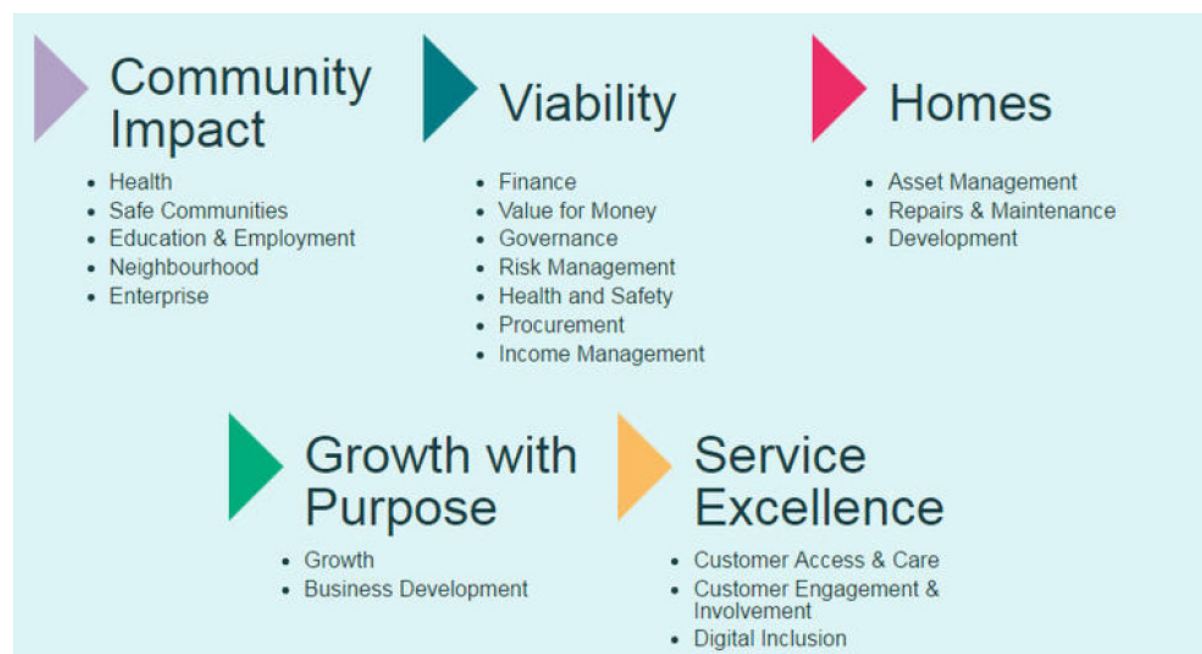 Community
Impact
• Health
• Safe Communities
• Education & Employment
• Neighbourhood
• Enterprise
Viability
• Finance
• Value for Money
• Governance
• Risk Management
• Health and Safety
• Procurement
• Income Management
Homes
• Asset Management
• Repairs & Maintenance
• Development
Growth with
Purpose
• Growth
• Business Development
Service
Excellence
• Customer Access & Care
• Customer Engagement &
Involvement
• Digital Inclusion